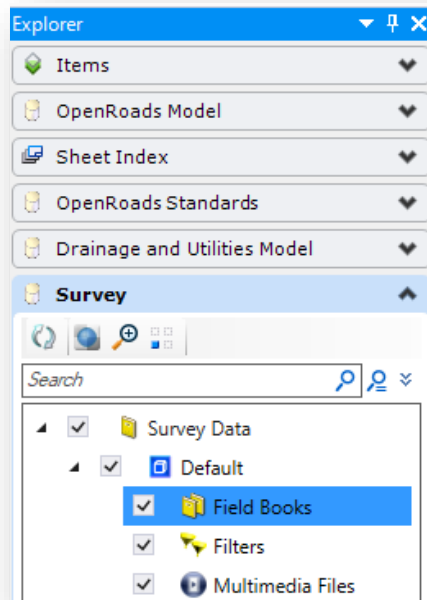 Explorer
Items
OpenRoads Model
Sheet Index
OpenRoads Standards
Drainage and Utilities Model
Survey
Search
Survey Data
Default
Field Books
Filters
Multimedia Files